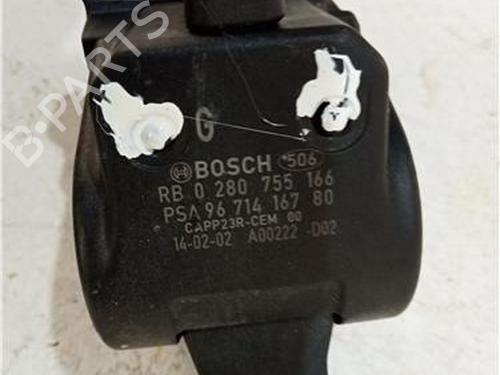 G
BOSCH 506
RB 0 280 755 166
PSA 96 714 167 80
CAPP23R-CEM 00
14-02-02 A00222 -D02
B-PARTS